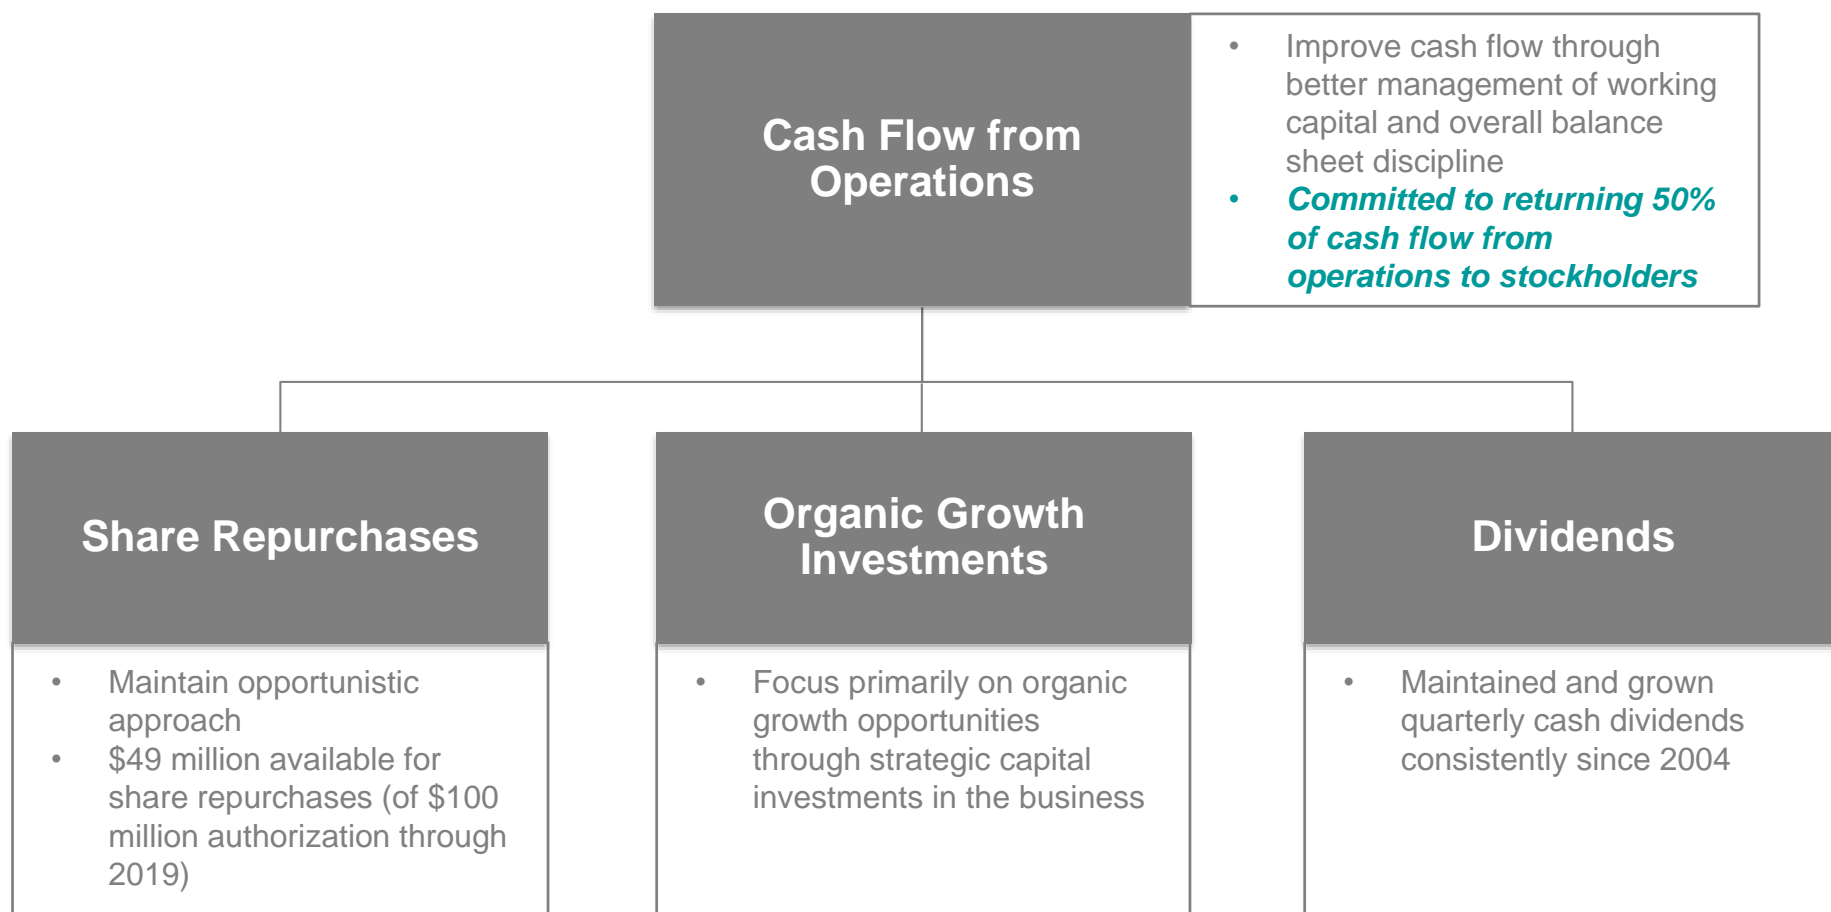 Cash Flow from
Operations
• Improve cash flow through
better management of working
capital and overall balance
sheet discipline
• Committed to returning 50%
of cash flow from
operations to stockholders
Share Repurchases
• Maintain opportunistic
approach
• $49 million available for
share repurchases (of $100
million authorization through
2019)
Organic Growth
Investments
• Focus primarily on organic
growth opportunities
through strategic capital
investments in the business
Dividends
• Maintained and grown
quarterly cash dividends
consistently since 2004